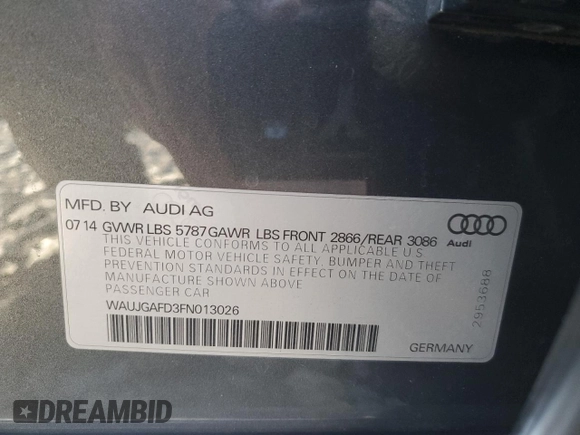 MFD. BY AUDI AG
07 14 GVWR LBS 5787 GAWR LBS FRONT 2866/REAR 3086
THIS VEHICLE CONFORMS TO ALL APPLICABLE U.S.
FEDERAL MOTOR VEHICLE SAFETY, BUMPER AND THEFT
PREVENTION STANDARDS IN EFFECT ON THE DATE OF
MANUFACTURE SHOWN ABOVE
PASSENGER CAR
WAUJGAFD3FN013026
Audi
2953688
GERMANY
DREAMBID